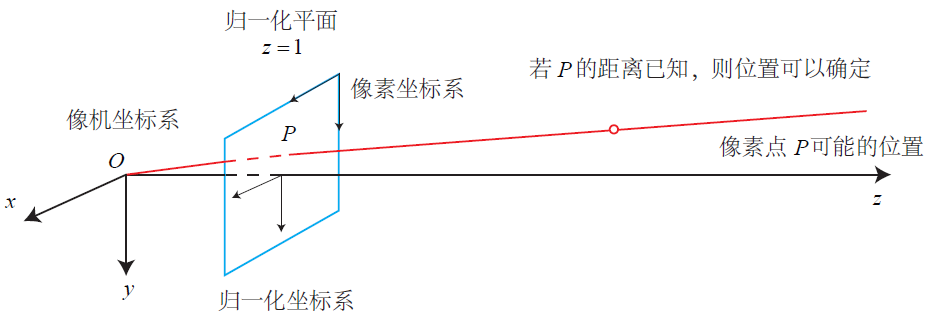 归一化平面
z = 1
若 P 的距离已知，则位置可以确定
像素坐标系
像机坐标系
P
像素点 P 可能的位置
O
x
z
y
归一化坐标系